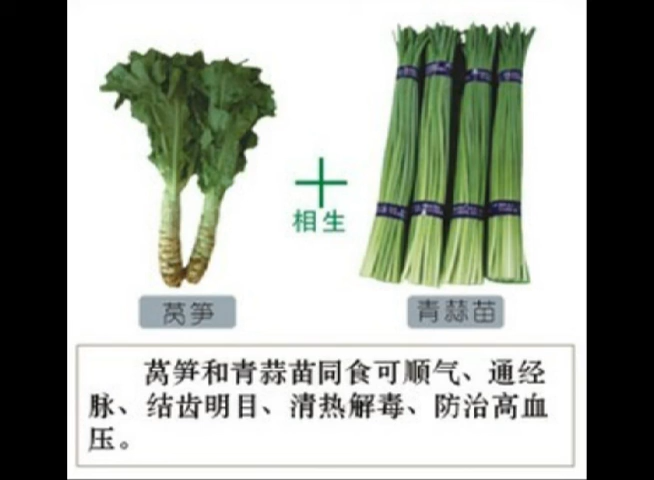 相生
莴笋
青蒜苗
莴笋和青蒜苗同食可顺气、通经
脉、结齿明目、清热解毒、防治高血
压。